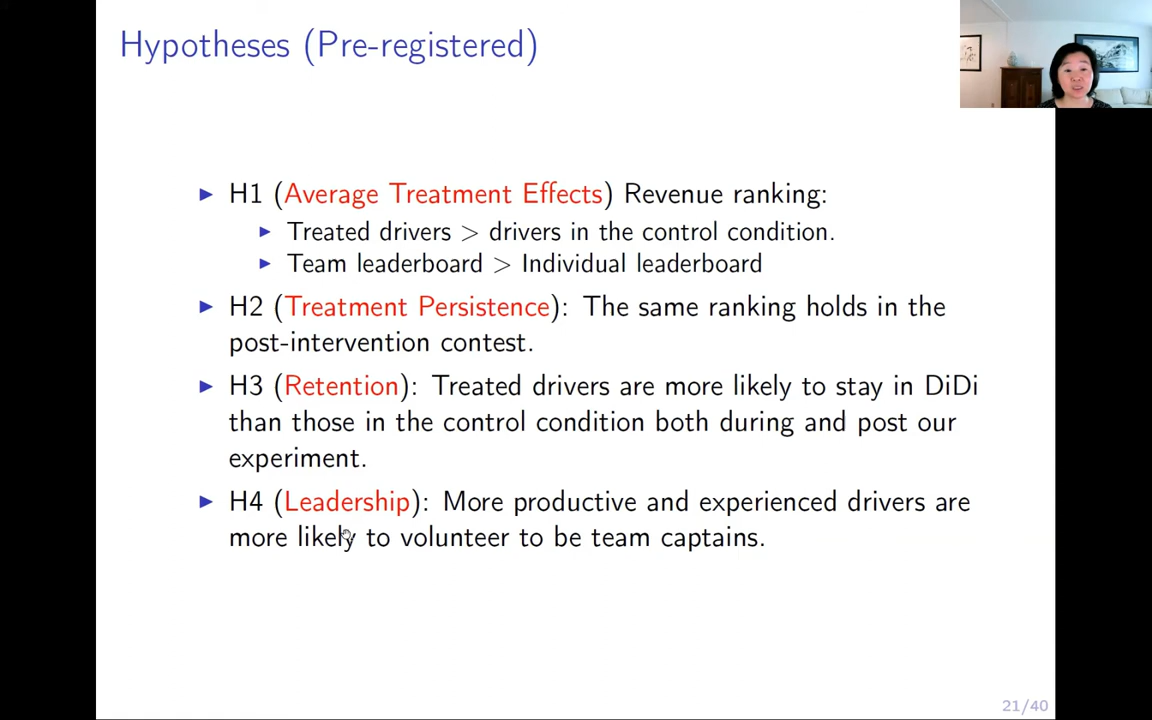 Hypotheses (Pre-registered)
H1 (Average Treatment Effects) Revenue ranking:
Treated drivers > drivers in the control condition.
Team leaderboard > Individual leaderboard
H2 (Treatment Persistence): The same ranking holds in the
post-intervention contest.
H3 (Retention): Treated drivers are more likely to stay in DiDi
than those in the control condition both during and post our
experiment.
H4 (Leadership): More productive and experienced drivers are
more likely to volunteer to be team captains.
21/40